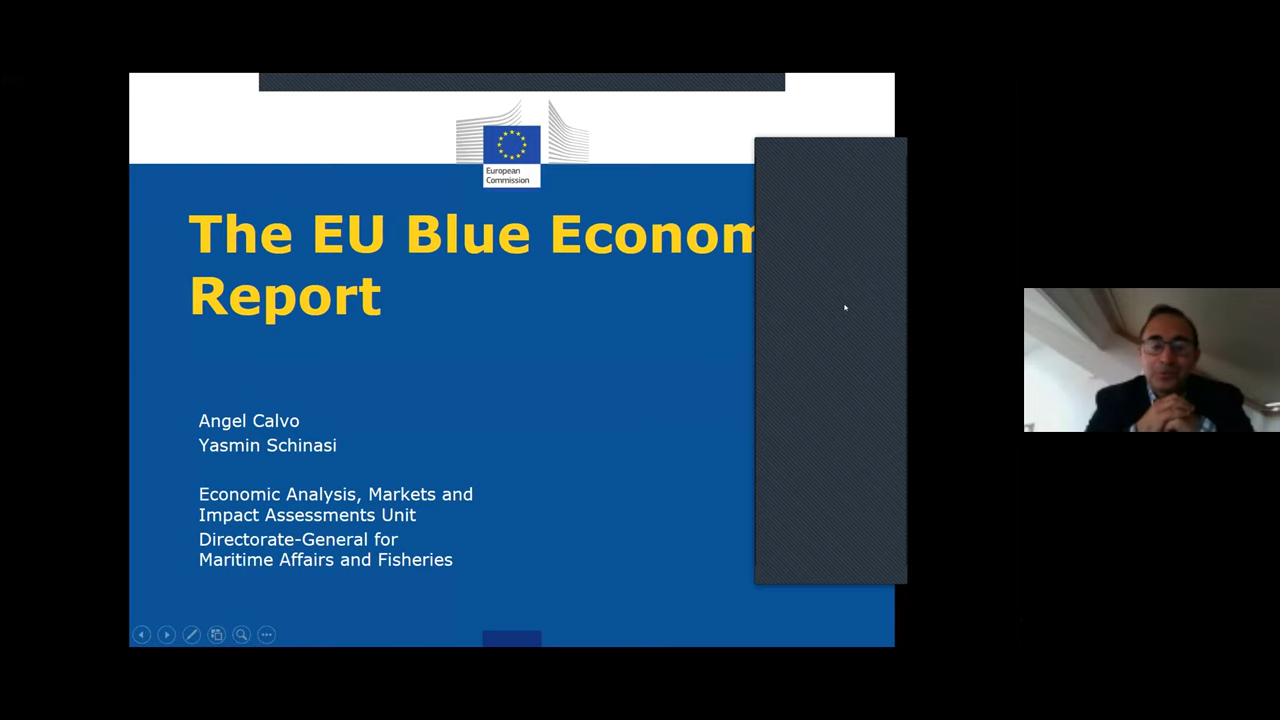 European
Commission
The EU Blue Econom
Report
Angel Calvo
Yasmin Schinasi
Economic Analysis, Markets and
Impact Assessments Unit
Directorate-General for
Maritime Affairs and Fisheries